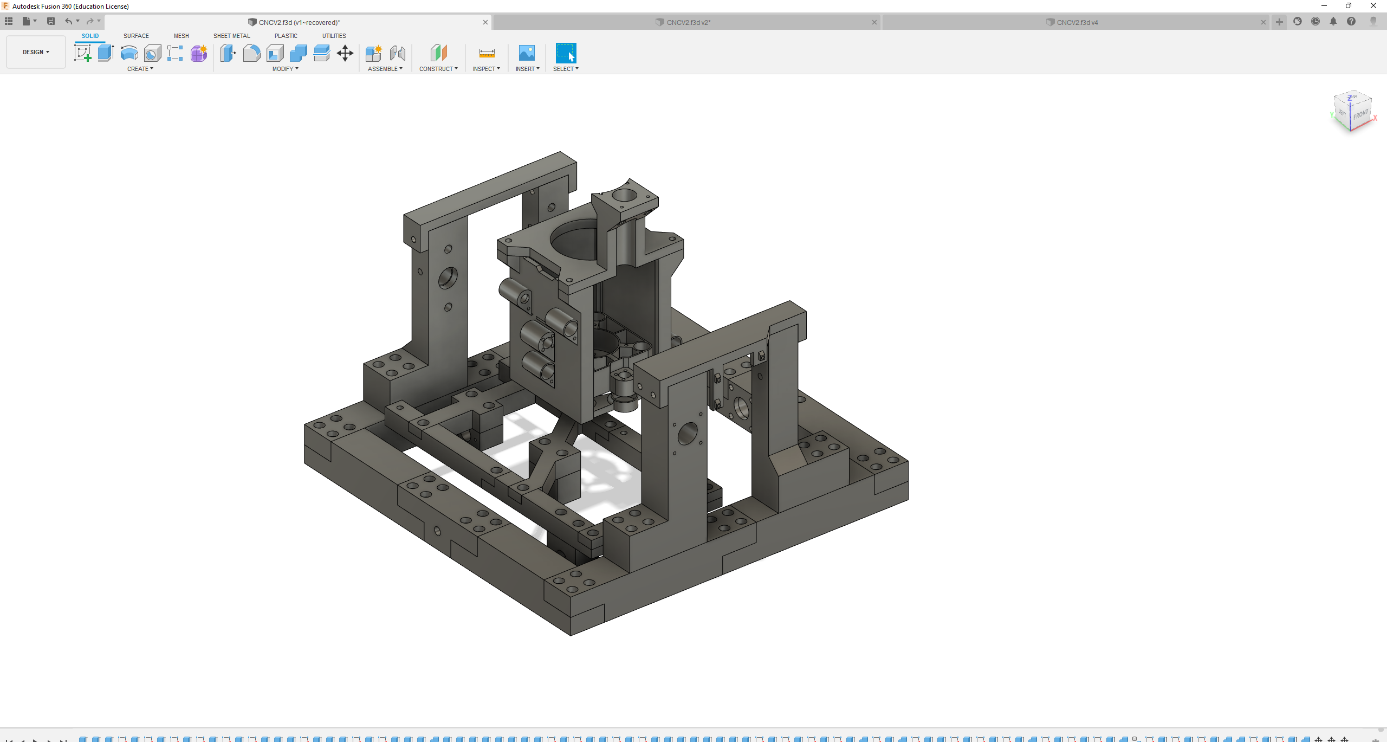 Autodesk Fusion 360 (Education License)
CNCV2.f3d (v1~recovered)*
CNCV2.f3d v2*
CNCV2.f3d v4
SOLID SURFACE MESH SHEET METAL PLASTIC UTILITIES
DESIGN
CREATE MODIFY ASSEMBLE CONSTRUCT INSPECT INSERT SELECT
Z
FRONT
X